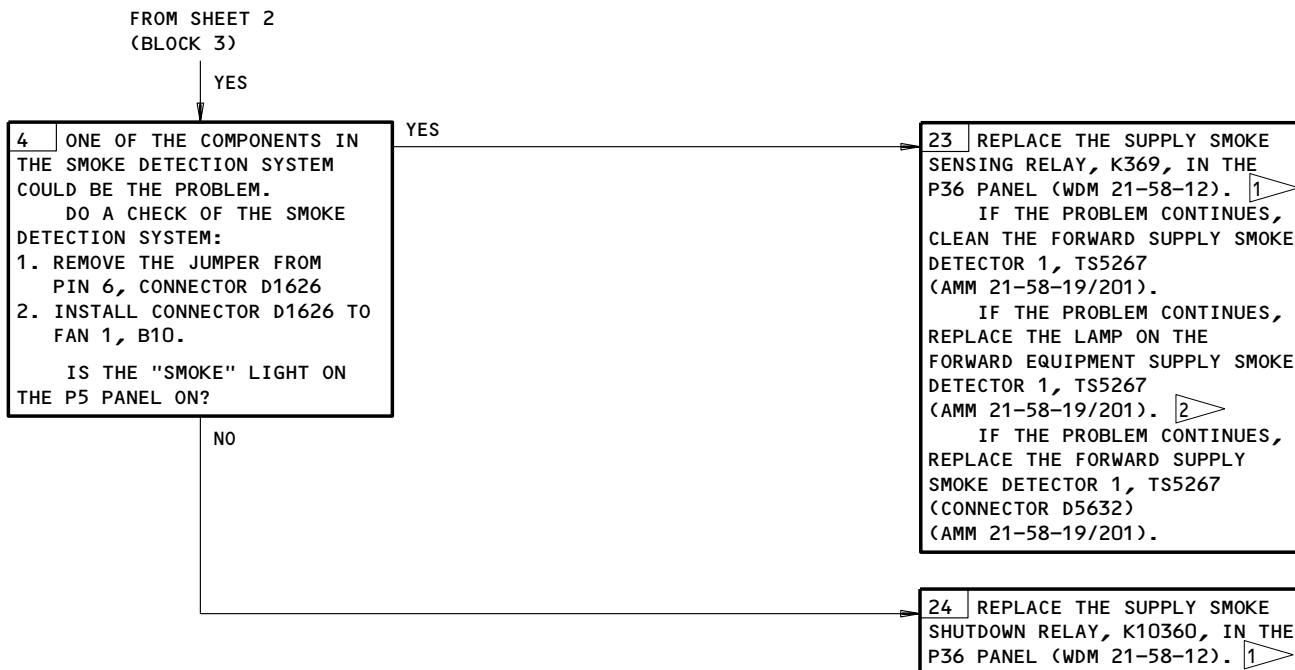 FROM SHEET 2
(BLOCK 3)
YES
4 ONE OF THE COMPONENTS IN
THE SMOKE DETECTION SYSTEM
COULD BE THE PROBLEM.
DO A CHECK OF THE SMOKE
DETECTION SYSTEM:
1. REMOVE THE JUMPER FROM
PIN 6, CONNECTOR D1626
2. INSTALL CONNECTOR D1626 TO
FAN 1, B10.
IS THE "SMOKE" LIGHT ON
THE P5 PANEL ON?
YES
23 REPLACE THE SUPPLY SMOKE
SENSING RELAY, K369, IN THE
P36 PANEL (WDM 21-58-12). 1
IF THE PROBLEM CONTINUES,
CLEAN THE FORWARD SUPPLY SMOKE
DETECTOR 1, TS5267
(AMM 21-58-19/201).
IF THE PROBLEM CONTINUES,
REPLACE THE LAMP ON THE
FORWARD EQUIPMENT SUPPLY SMOKE
DETECTOR 1, TS5267
(AMM 21-58-19/201). 2
IF THE PROBLEM CONTINUES,
REPLACE THE FORWARD SUPPLY
SMOKE DETECTOR 1, TS5267
(CONNECTOR D5632)
(AMM 21-58-19/201).
NO
24 REPLACE THE SUPPLY SMOKE
SHUTDOWN RELAY, K10360, IN THE
P36 PANEL (WDM 21-58-12). 1